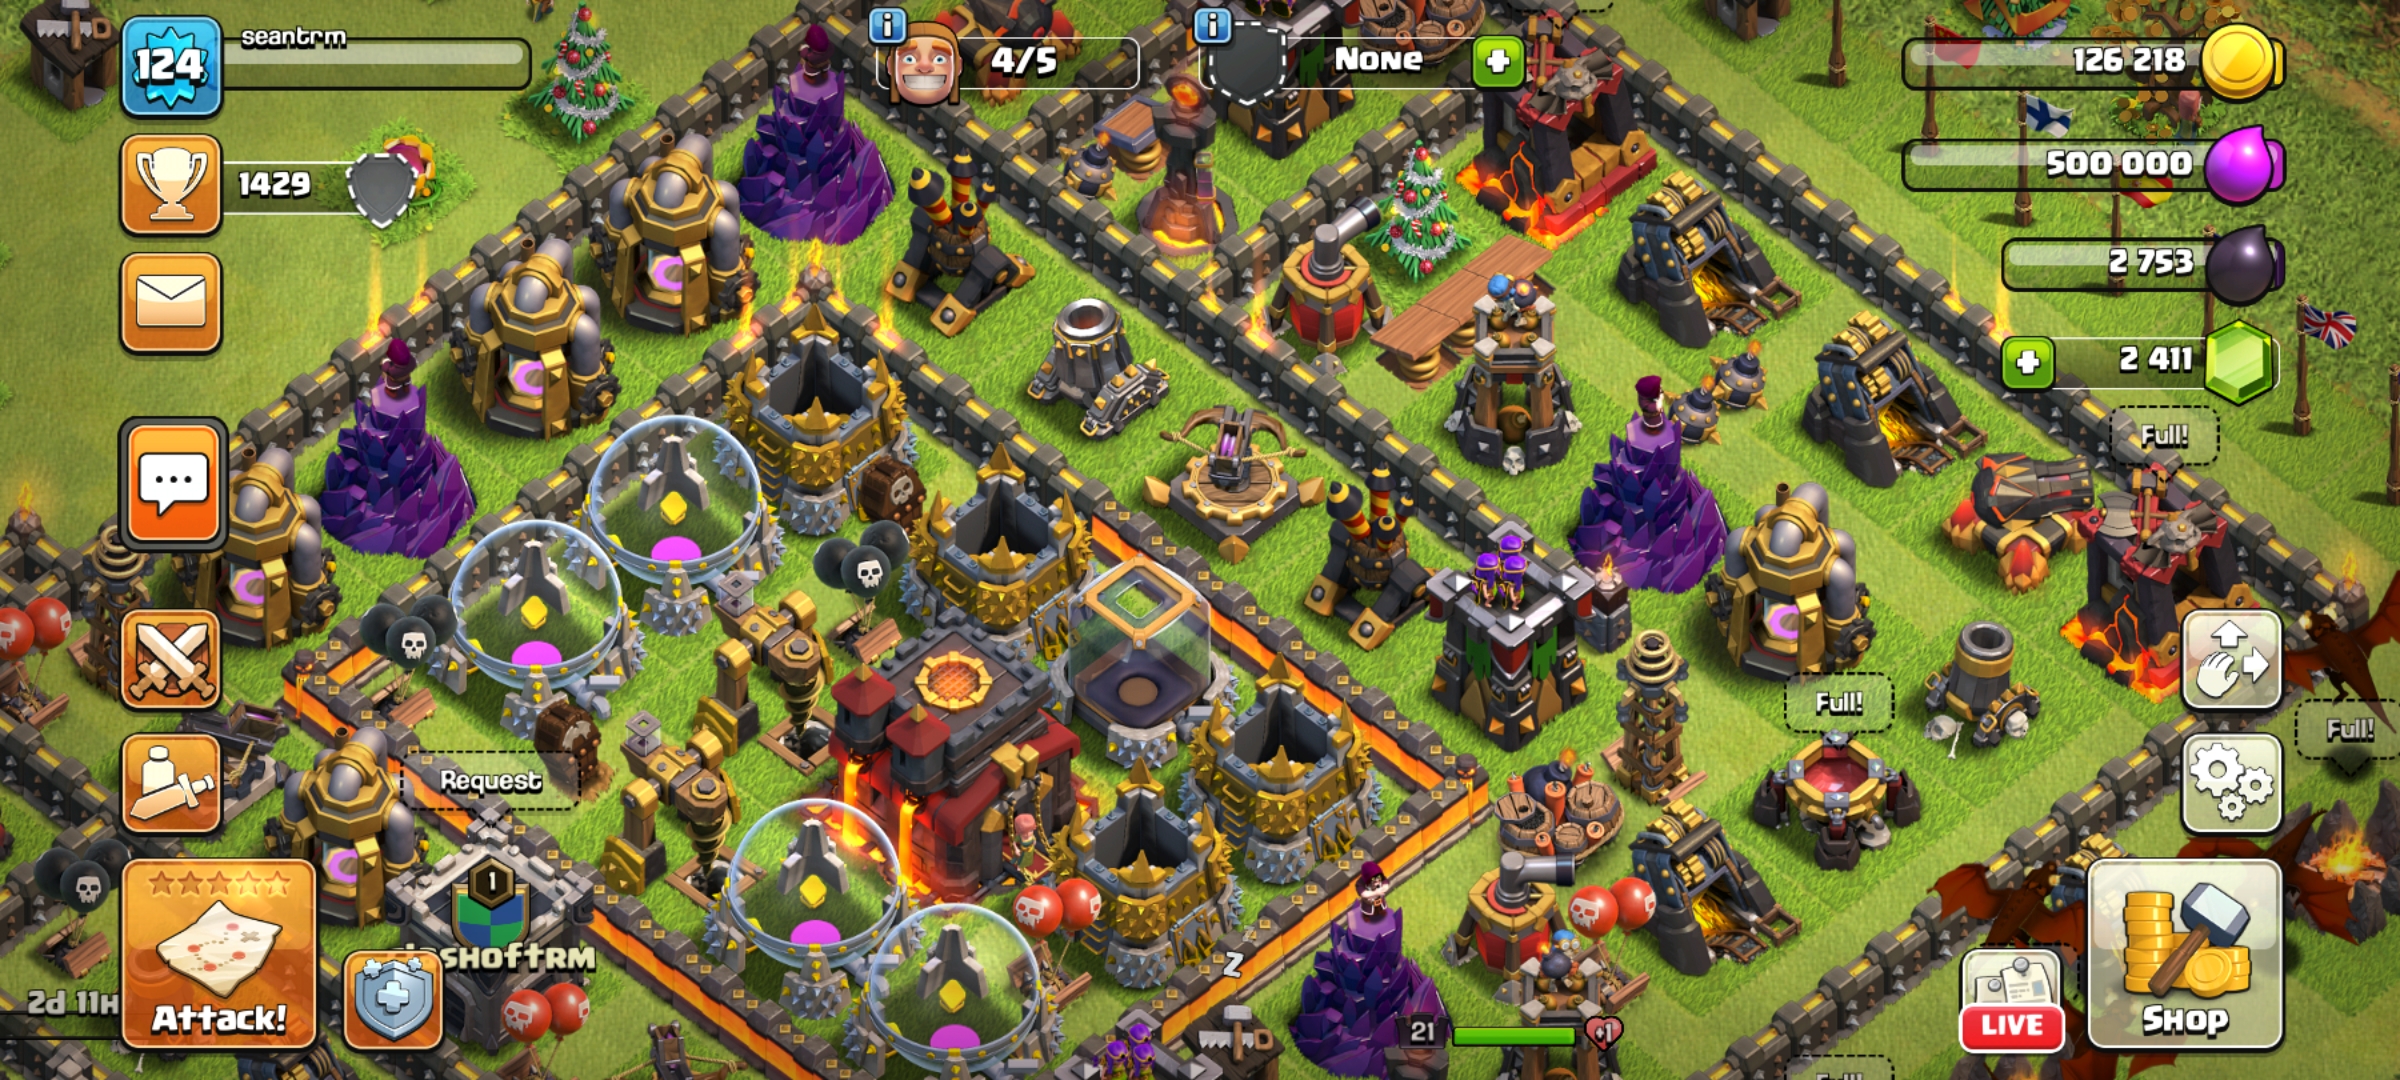 seantrm
124
4/5
None
126 218
1429
500 000
2 753
2 411
Full!
Full!
Full!
Request
1
Attack!
2d 11H
Z
21
+1
LIVE
Shop